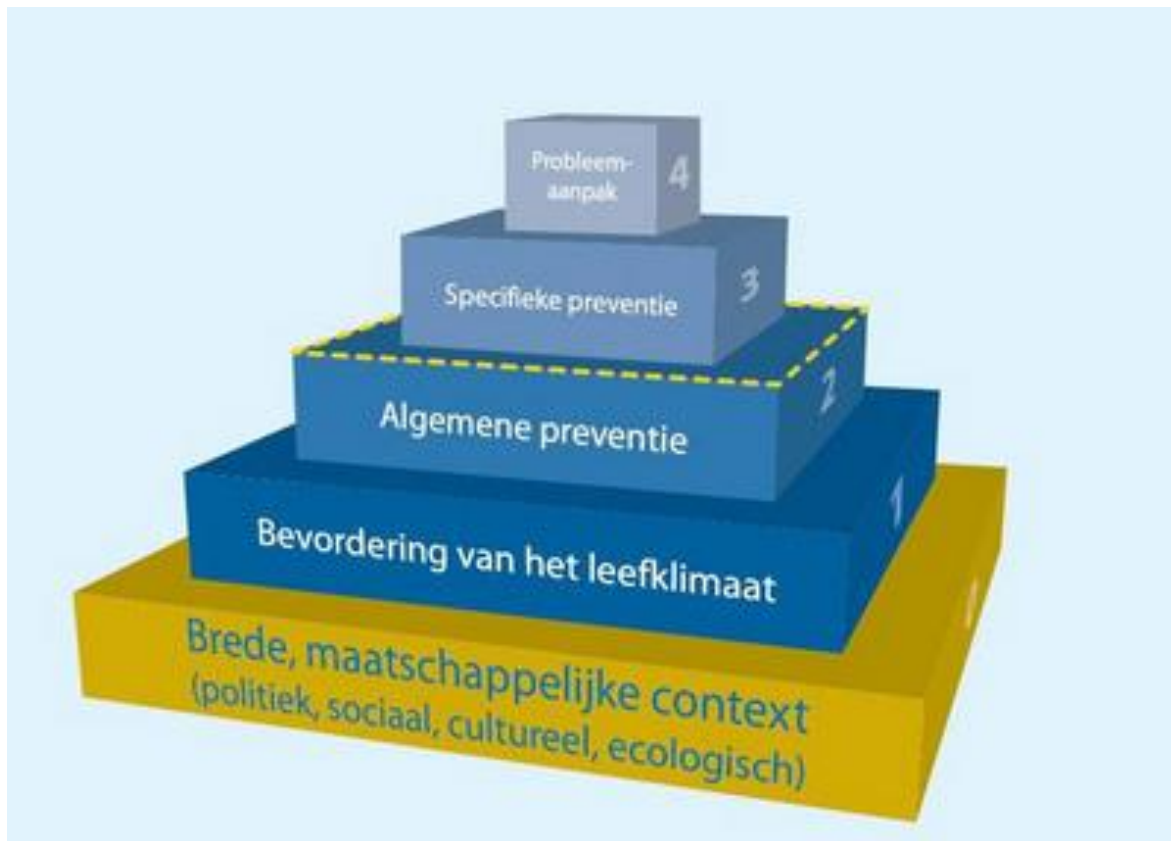 Probleem-
aanpak
4
Specifieke preventie
3
Algemene preventie
2
Bevordering van het leefklimaat
1
Brede, maatschappelijke context
(politiek, sociaal, cultureel, ecologisch)
0